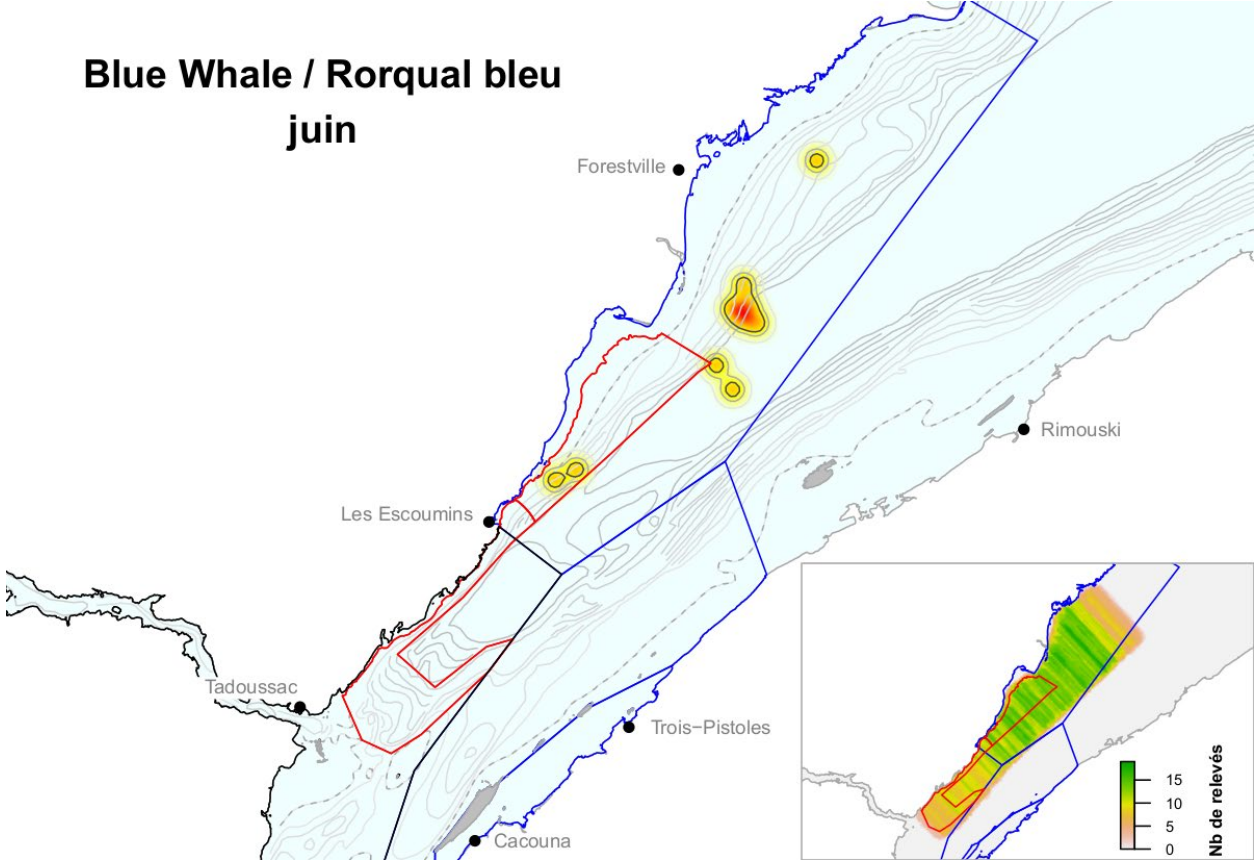 Blue Whale / Rorqual bleu
juin
Forestville
Rimouski
Les Escoumins
Tadoussac
Trois−Pistoles
Cacouna
15
10
5
0
Nb de relevés